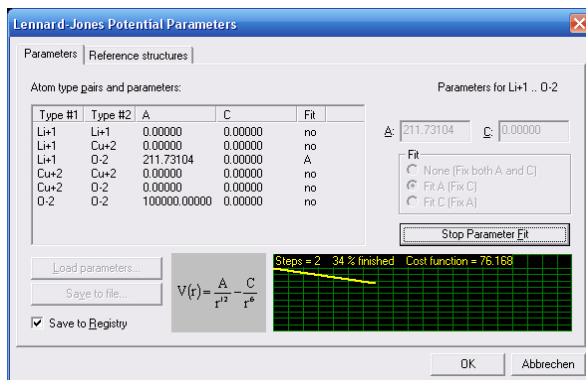 Lennard-Jones Potential Parameters
Parameters Reference structures
Atom type pairs and parameters:
Parameters for Li+1 .. O-2
Type #1 Type #2 A C Fit
Li+1 Li+1 0.00000 0.00000 no
Li+1 Cu+2 0.00000 0.00000 no
Li+1 O-2 211.73104 0.00000 A
Cu+2 Cu+2 0.00000 0.00000 no
Cu+2 O-2 0.00000 0.00000 no
O-2 O-2 100000.00000 0.00000 no
A: 211.73104 C: 0.00000
Fit
None (Fix both A and C)
Fit A (Fix C)
Fit C (Fix A)
Stop Parameter Fit
Load parameters...
Save to file...
Save to Registry
V(r) = A/r¹² − C/r⁶
Steps = 2 34 % finished Cost function = 76.168
OK Abbrechen